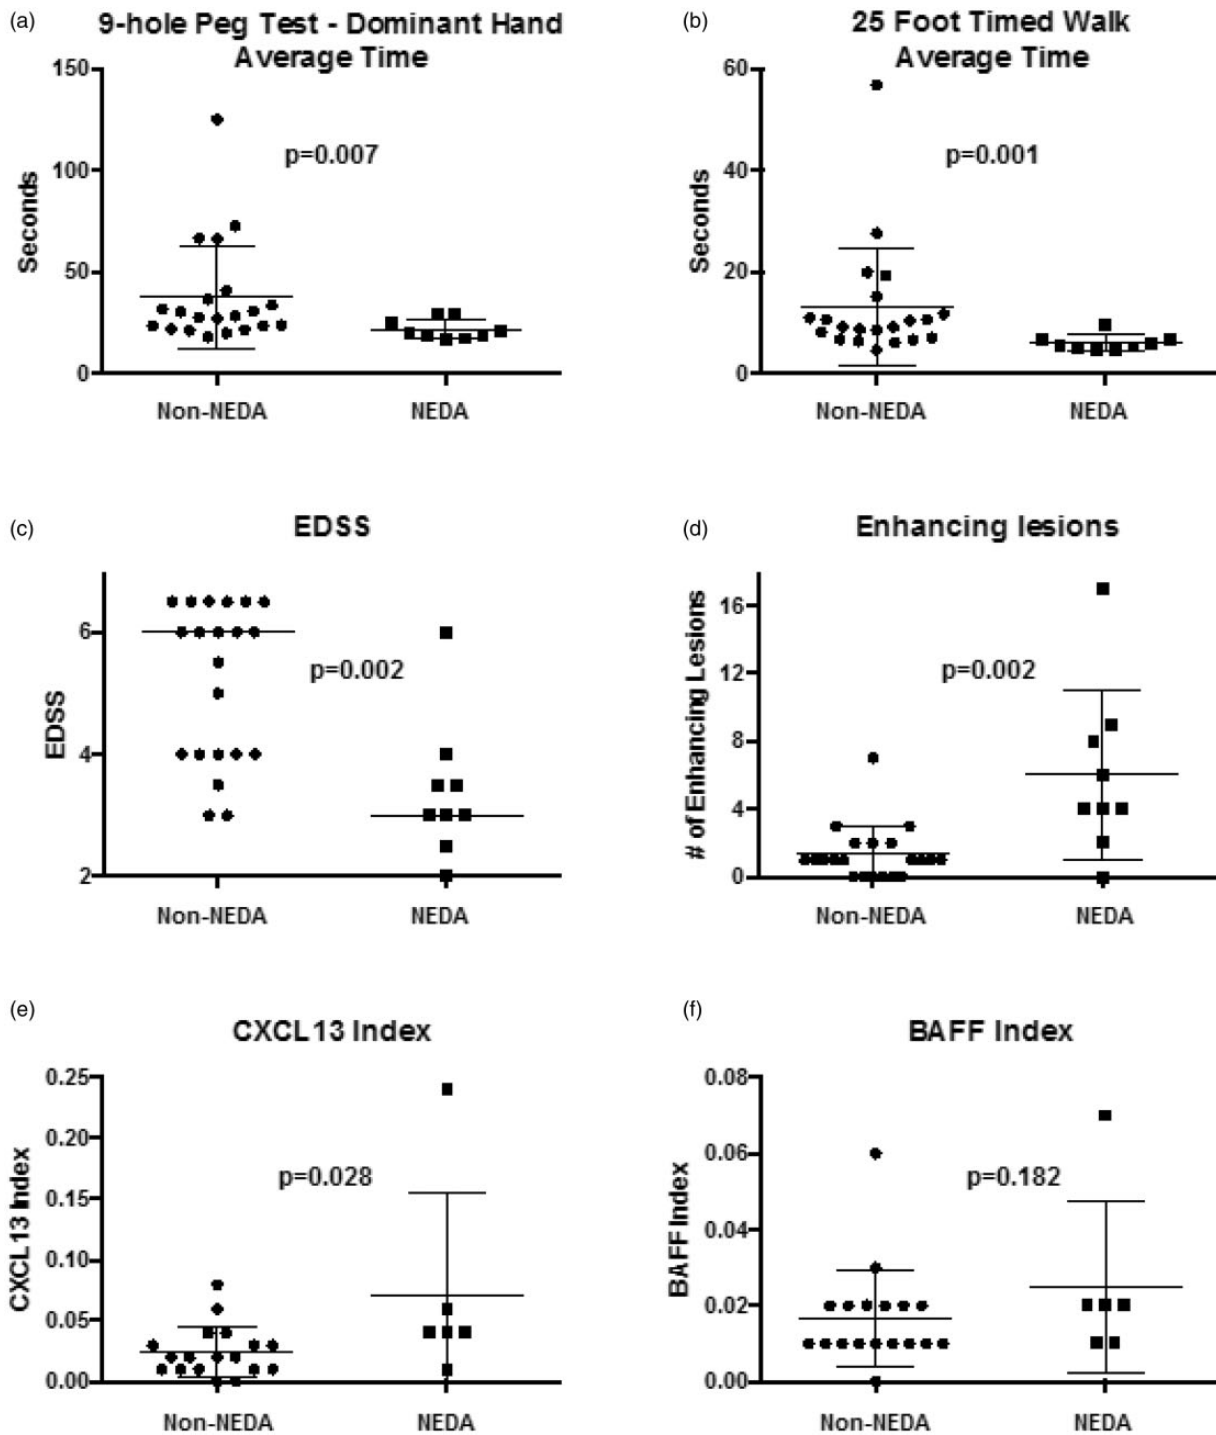 (a)
9-hole Peg Test - Dominant Hand
Average Time
150
100
50
0
Seconds
p=0.007
Non-NEDA
NEDA
(b)
25 Foot Timed Walk
Average Time
60
40
20
0
Seconds
p=0.001
Non-NEDA
NEDA
(c)
EDSS
6
4
2
EDSS
p=0.002
Non-NEDA
NEDA
(d)
Enhancing lesions
16
12
8
4
0
# of Enhancing Lesions
p=0.002
Non-NEDA
NEDA
(e)
CXCL13 Index
0.25
0.20
0.15
0.10
0.05
0.00
CXCL13 Index
p=0.028
Non-NEDA
NEDA
(f)
BAFF Index
0.08
0.06
0.04
0.02
0.00
BAFF Index
p=0.182
Non-NEDA
NEDA